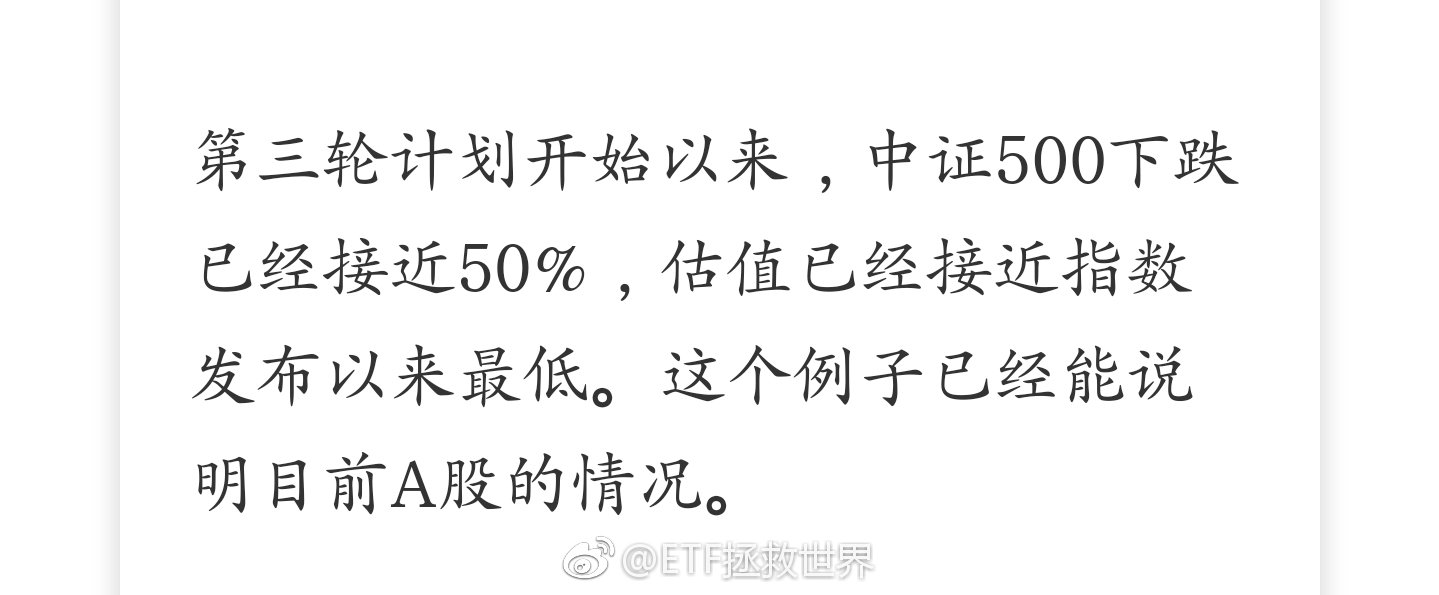 第三轮计划开始以来，中证500下跌
已经接近50%，估值已经接近指数
发布以来最低。这个例子已经能说
明目前A股的情况。
@ETF拯救世界